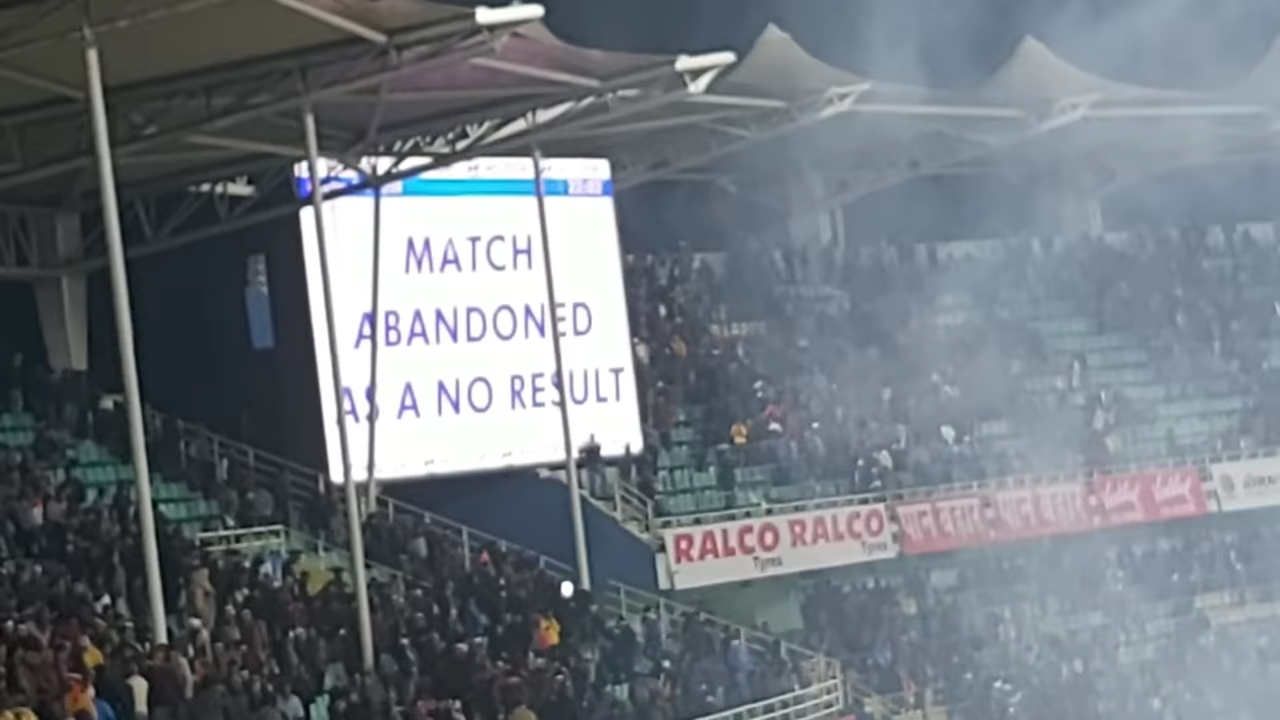 MATCH
ABANDONED
AS A NO RESULT
RALCO RALCO
Tyres Tyres